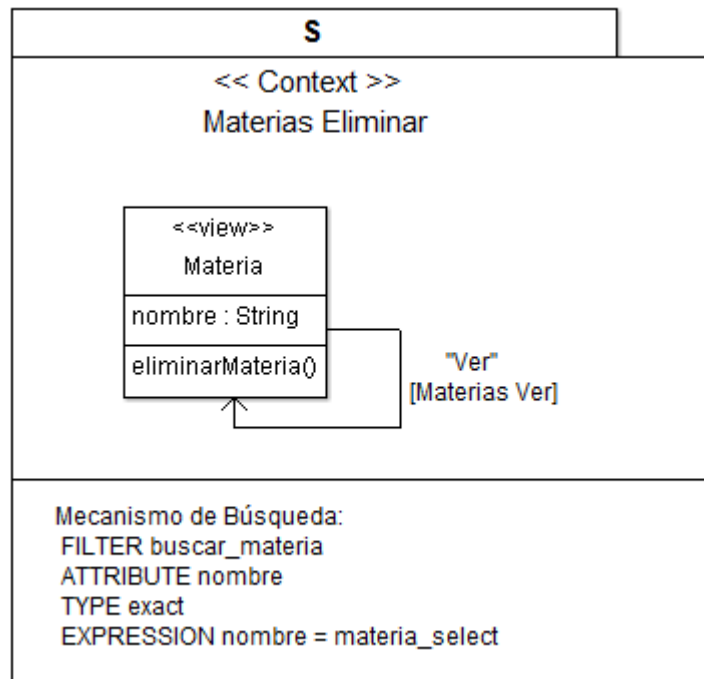 S
<< Context >>
Materias Eliminar
<<view>>
Materia
nombre : String
eliminarMateria()
"Ver"
[Materias Ver]
Mecanismo de Búsqueda:
FILTER buscar_materia
ATTRIBUTE nombre
TYPE exact
EXPRESSION nombre = materia_select